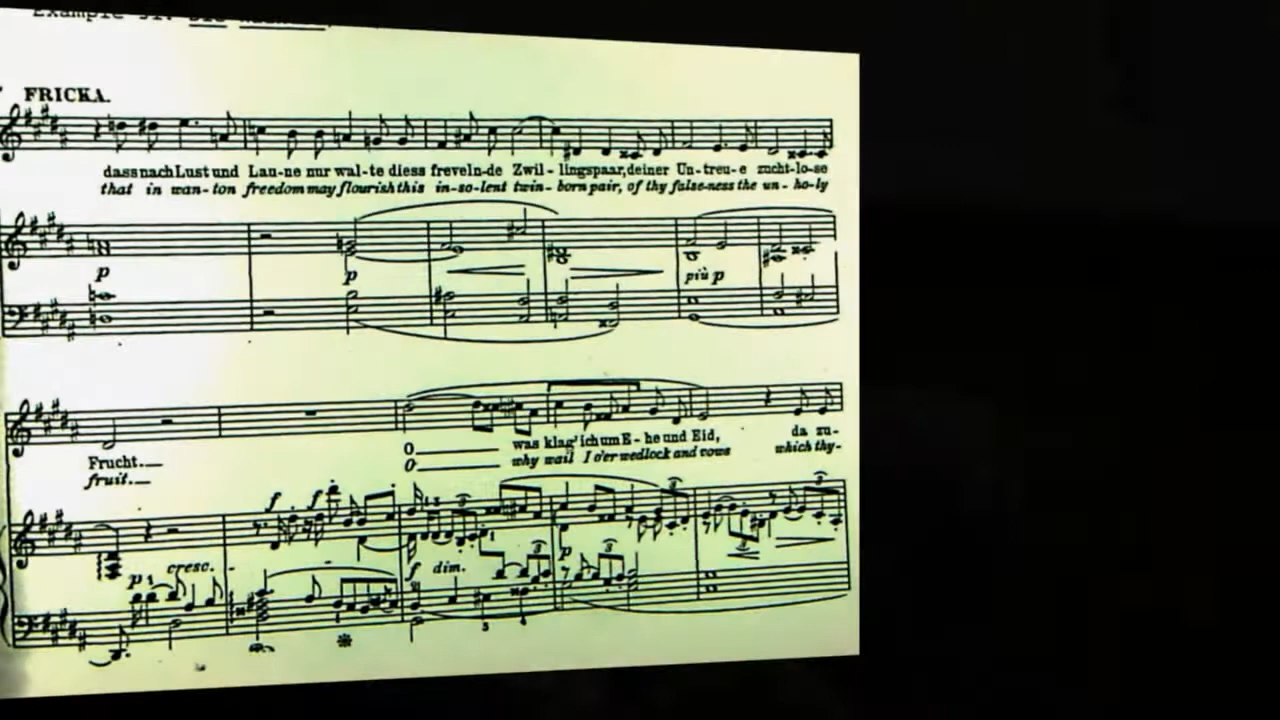 Example 31. Die
FRICKA.
dass nach Lust und Lau-ne nur wal-te diess freveln-de Zwil-lingspaar, deiner Un-treu-e zucht-lo-se
that in wan-ton freedom may flourish this in-so-lent twin-born pair, of thy false-ness the un-ho-ly
p p più p
Frucht.
O was klag' ich um E-he und Eid, da zu-
fruit.
O why wail I o'er wedlock and vows which thy-
f f
p cresc. f dim. p